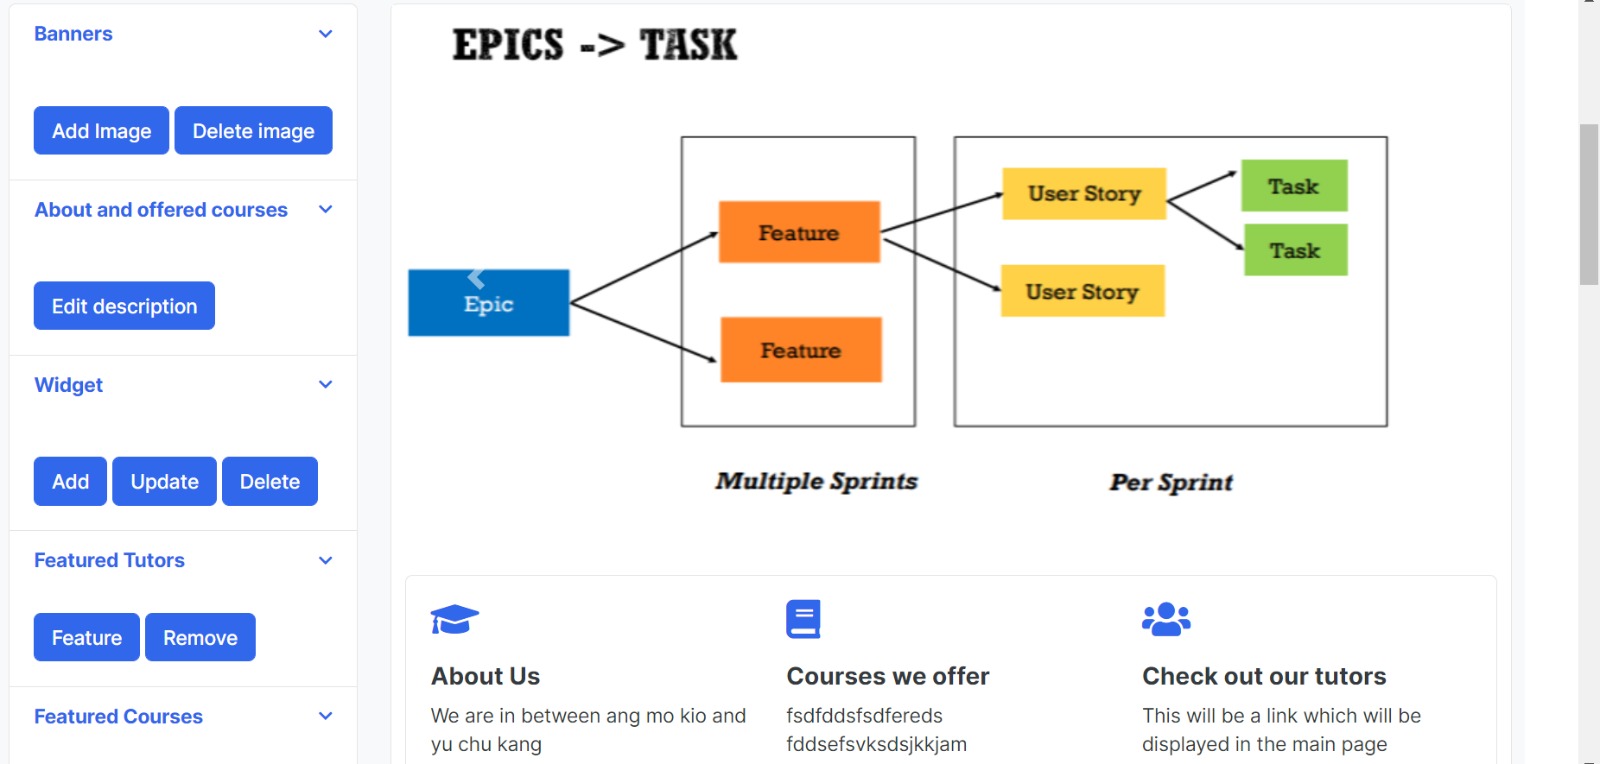 Banners
Add Image
Delete image
About and offered courses
Edit description
Widget
Add
Update
Delete
Featured Tutors
Feature
Remove
Featured Courses
EPICS -> TASK
Epic
Feature
Feature
User Story
User Story
Task
Task
Multiple Sprints
Per Sprint
About Us
We are in between ang mo kio and
yu chu kang
Courses we offer
fsdfddsfsdfereds
fddsefsvksdsjkkjam
Check out our tutors
This will be a link which will be
displayed in the main page